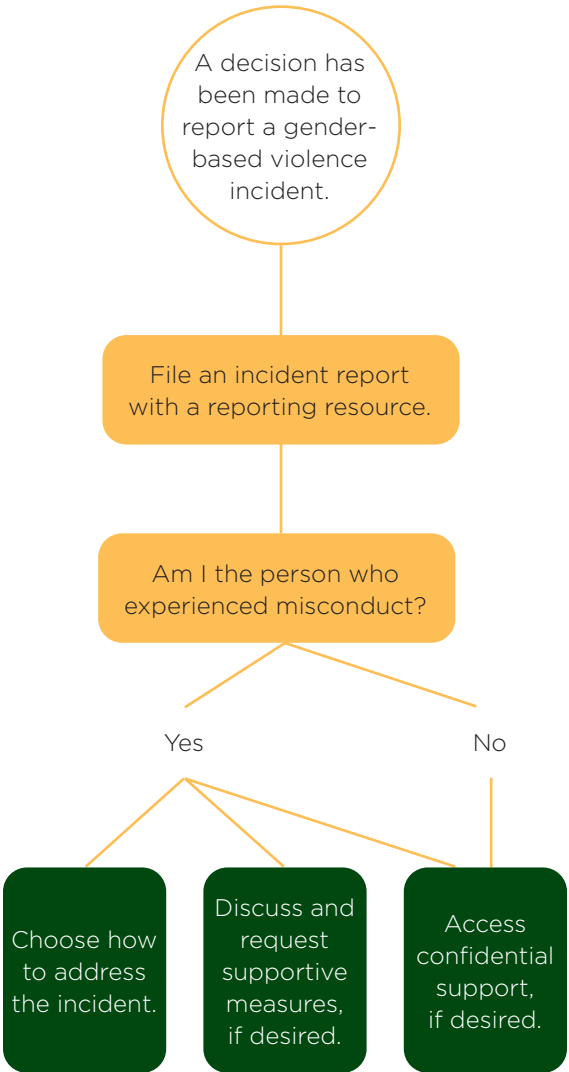 A decision has
been made to
report a gender-
based violence
incident.
File an incident report
with a reporting resource.
Am I the person who
experienced misconduct?
Yes
No
Choose how
to address
the incident.
Discuss and
request
supportive
measures,
if desired.
Access
confidential
support,
if desired.